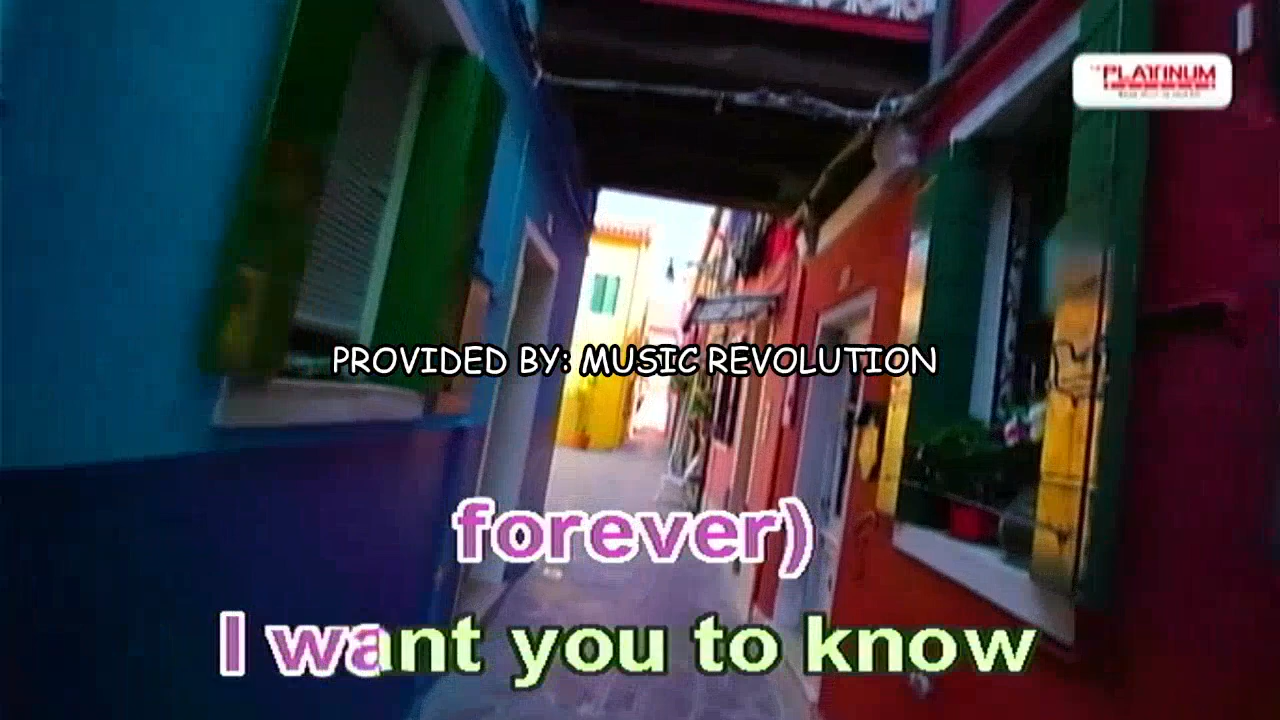 PLATINUM
PROVIDED BY: MUSIC REVOLUTION
forever)
I want you to know